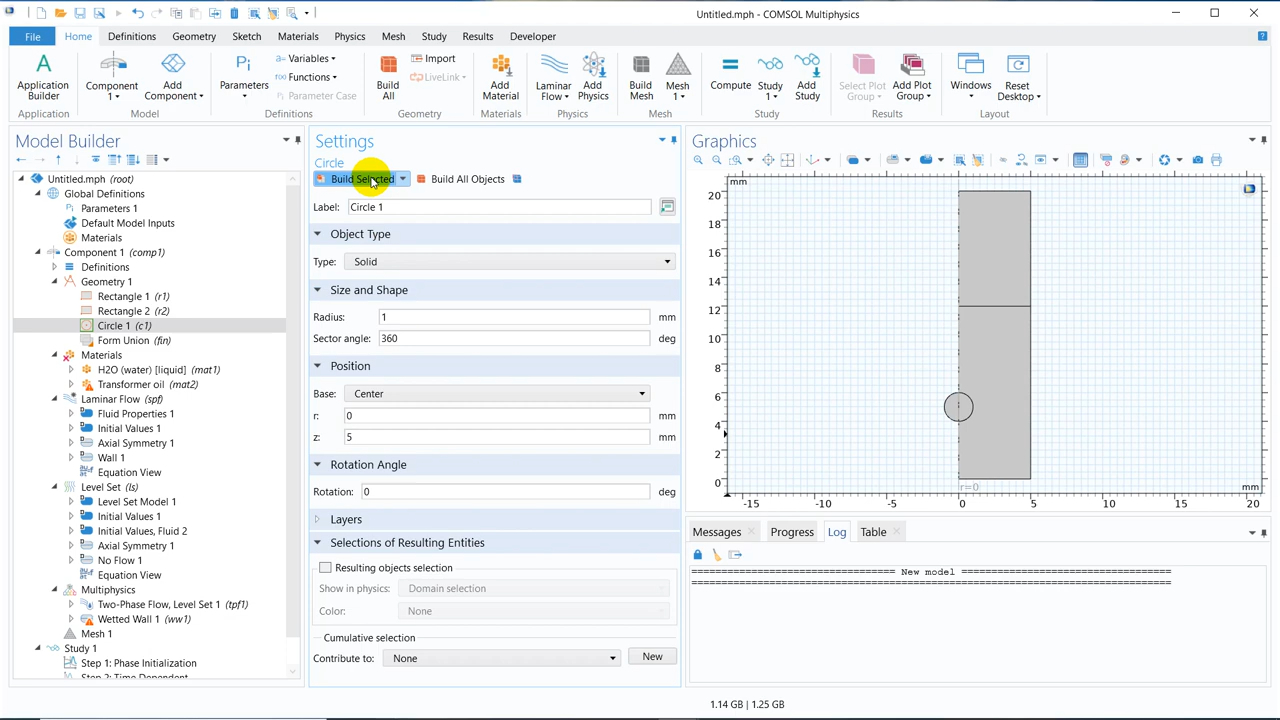 Untitled.mph - COMSOL Multiphysics
File Home Definitions Geometry Sketch Materials Physics Mesh Study Results Developer
Application Builder
Component 1
Add Component
Pi Parameters
a= Variables
f(x) Functions
Pi Parameter Case
Build All
Import
LiveLink
Add Material
Laminar Flow
Add Physics
Build Mesh
Mesh 1
Compute
Study 1
Add Study
Select Plot Group
Add Plot Group
Windows
Reset Desktop
Application Model Definitions Geometry Materials Physics Mesh Study Results Layout
Model Builder
Untitled.mph (root)
Global Definitions
Pi Parameters 1
Default Model Inputs
Materials
Component 1 (comp1)
Definitions
Geometry 1
Rectangle 1 (r1)
Rectangle 2 (r2)
Circle 1 (c1)
Form Union (fin)
Materials
H2O (water) [liquid] (mat1)
Transformer oil (mat2)
Laminar Flow (spf)
Fluid Properties 1
Initial Values 1
Axial Symmetry 1
Wall 1
Equation View
Level Set (ls)
Level Set Model 1
Initial Values 1
Initial Values, Fluid 2
Axial Symmetry 1
No Flow 1
Equation View
Multiphysics
Two-Phase Flow, Level Set 1 (tpf1)
Wetted Wall 1 (ww1)
Mesh 1
Study 1
Step 1: Phase Initialization
Step 2: Time Dependent
Settings
Circle
Build Selected Build All Objects
Label: Circle 1
Object Type
Type: Solid
Size and Shape
Radius: 1 mm
Sector angle: 360 deg
Position
Base: Center
r: 0 mm
z: 5 mm
Rotation Angle
Rotation: 0 deg
Layers
Selections of Resulting Entities
Resulting objects selection
Show in physics: Domain selection
Color: None
Cumulative selection
Contribute to: None New
Graphics
mm
20
18
16
14
12
10
8
6
4
2
0
r=0
mm
-15 -10 -5 0 5 10 15 20
Messages Progress Log Table
================================ New model ===================================
1.14 GB | 1.25 GB